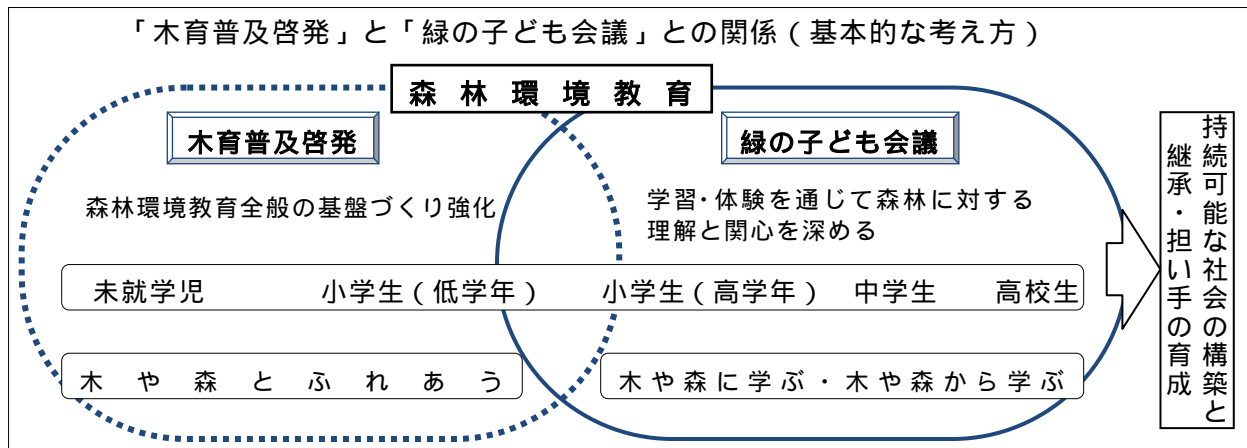 「木育普及啓発」と「緑の子ども会議」との関係（基本的な考え方）
森林環境教育
木育普及啓発
緑の子ども会議
森林環境教育全般の基盤づくり強化
学習・体験を通じて森林に対する
理解と関心を深める
未就学児 小学生（低学年） 小学生（高学年） 中学生 高校生
木や森とふれあう
木や森に学ぶ・木や森から学ぶ
持続可能な社会の構築と
継承・担い手の育成